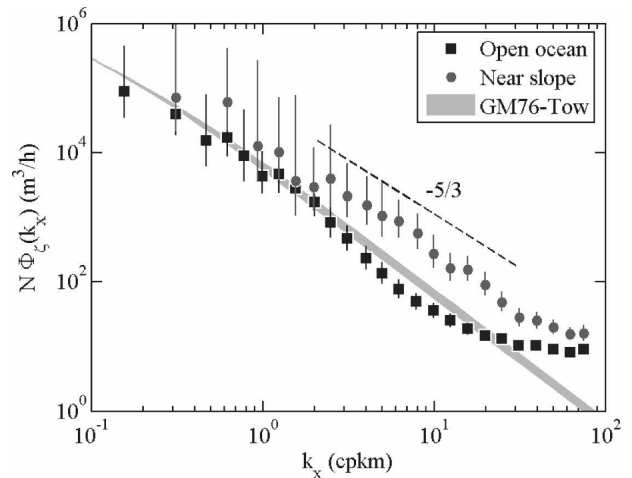 10^6
10^4
10^2
10^0
N Φ_ζ(k_x) (m^3/h)
Open ocean
Near slope
GM76-Tow
-5/3
10^-1 10^0 10^1 10^2
k_x (cpkm)